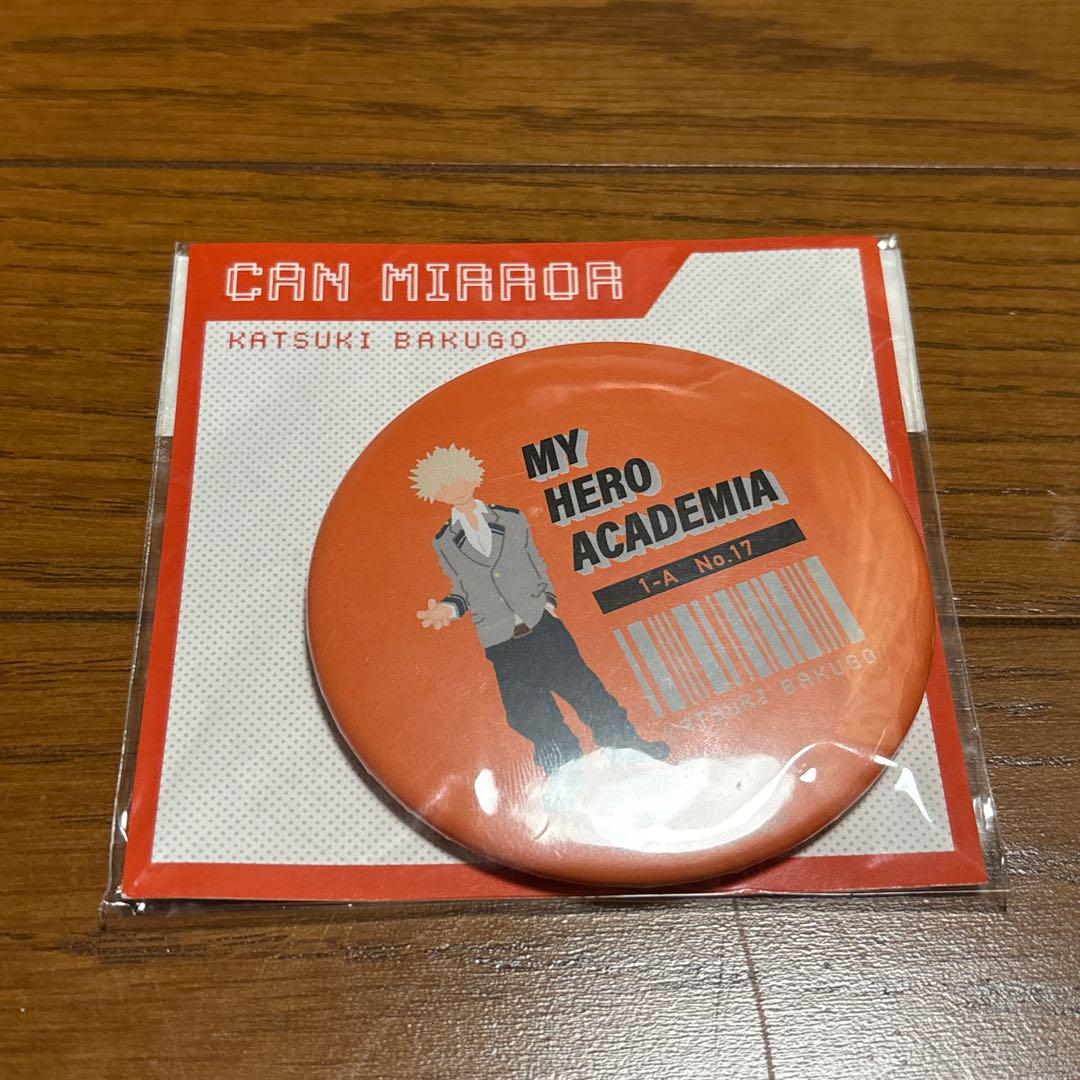 CAN MIRROR
KATSUKI BAKUGO
MY
HERO
ACADEMIA
1-A No.17
KATSUKI BAKUGO